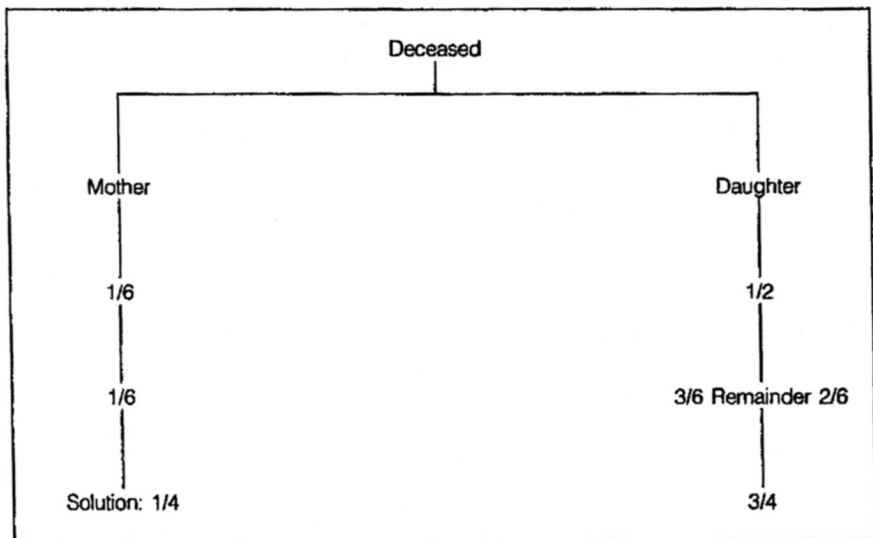 Deceased
Mother Daughter
1/6 1/2
1/6 3/6 Remainder 2/6
Solution: 1/4 3/4